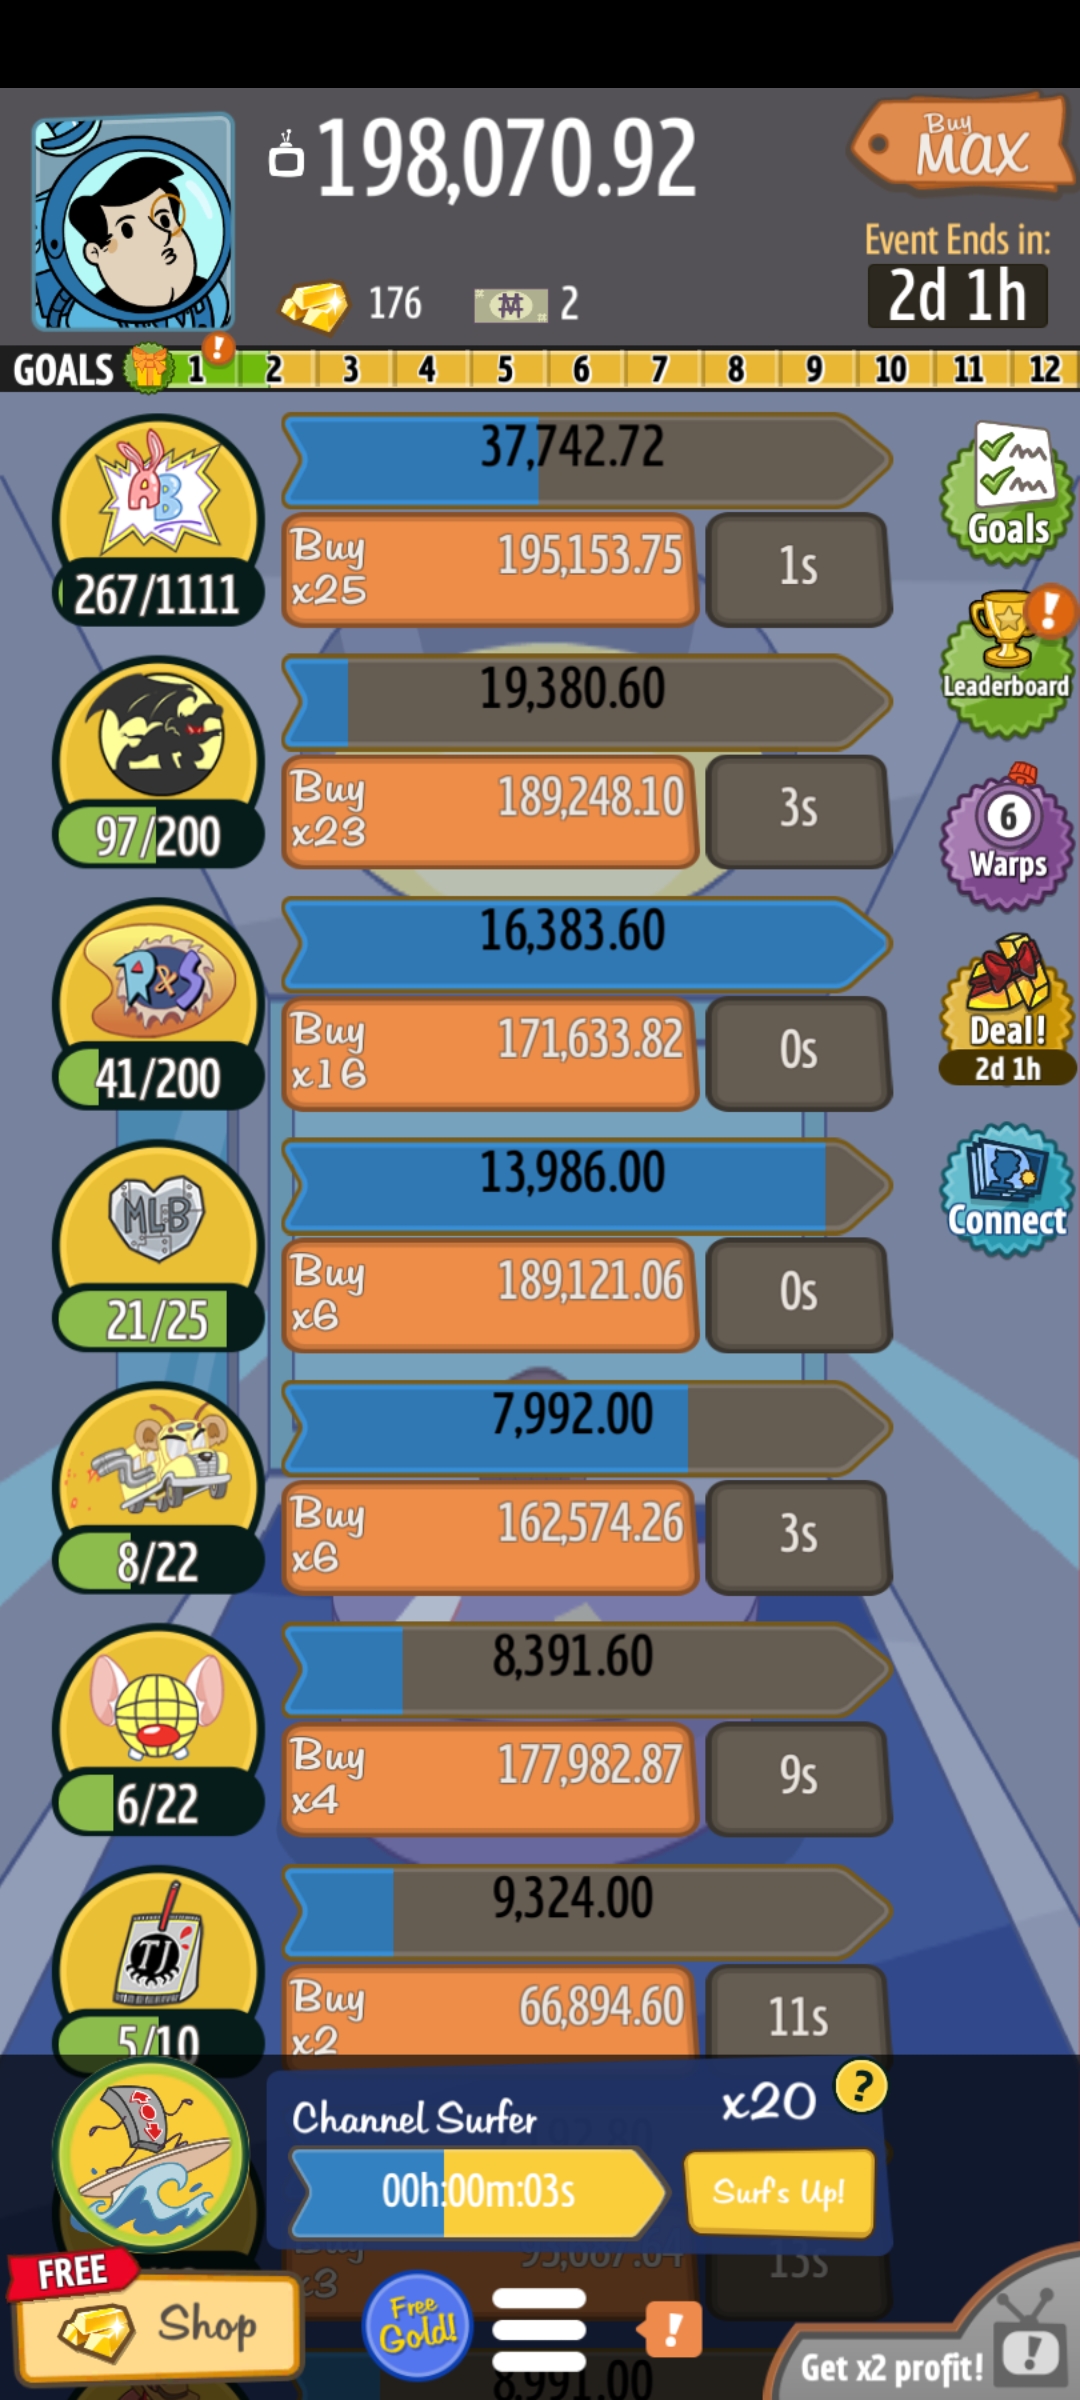 198,070.92
Buy
MAX
Event Ends in:
2d 1h
176
2
GOALS 1 ! 2 3 4 5 6 7 8 9 10 11 12
AB
267/1111
37,742.72
Buy
x25
195,153.75
1s
Goals
97/200
19,380.60
Buy
x23
189,248.10
3s
!
Leaderboard
R&S
41/200
16,383.60
Buy
x16
171,633.82
0s
6
Warps
MLB
21/25
13,986.00
Buy
x6
189,121.06
0s
Deal!
2d 1h
Connect
8/22
7,992.00
Buy
x6
162,574.26
3s
6/22
8,391.60
Buy
x4
177,982.87
9s
TJ
5/10
9,324.00
Buy
x2
66,894.60
11s
Channel Surfer
x20
?
00h:00m:03s
Surf's Up!
Buy
x3
13s
FREE
Shop
Free
Gold!
!
8,991.00
Get x2 profit!
!